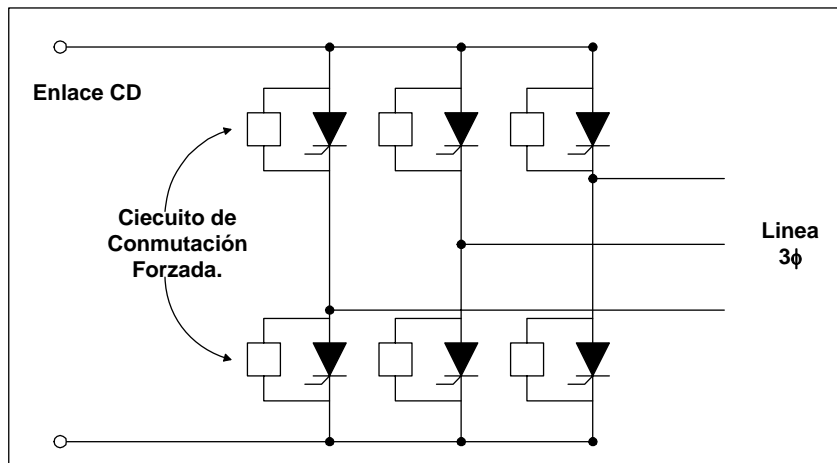 Enlace CD
Ciecuito de
Conmutación
Forzada.
Linea
3ϕ